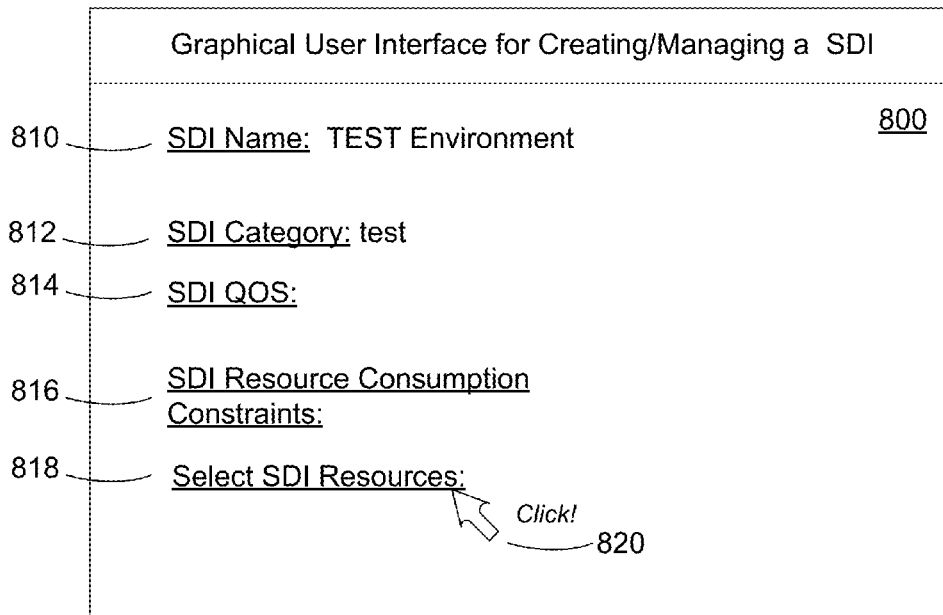 Graphical User Interface for Creating/Managing a SDI
800
810 SDI Name: TEST Environment
812 SDI Category: test
814 SDI QOS:
816 SDI Resource Consumption
Constraints:
818 Select SDI Resources:
Click!
820